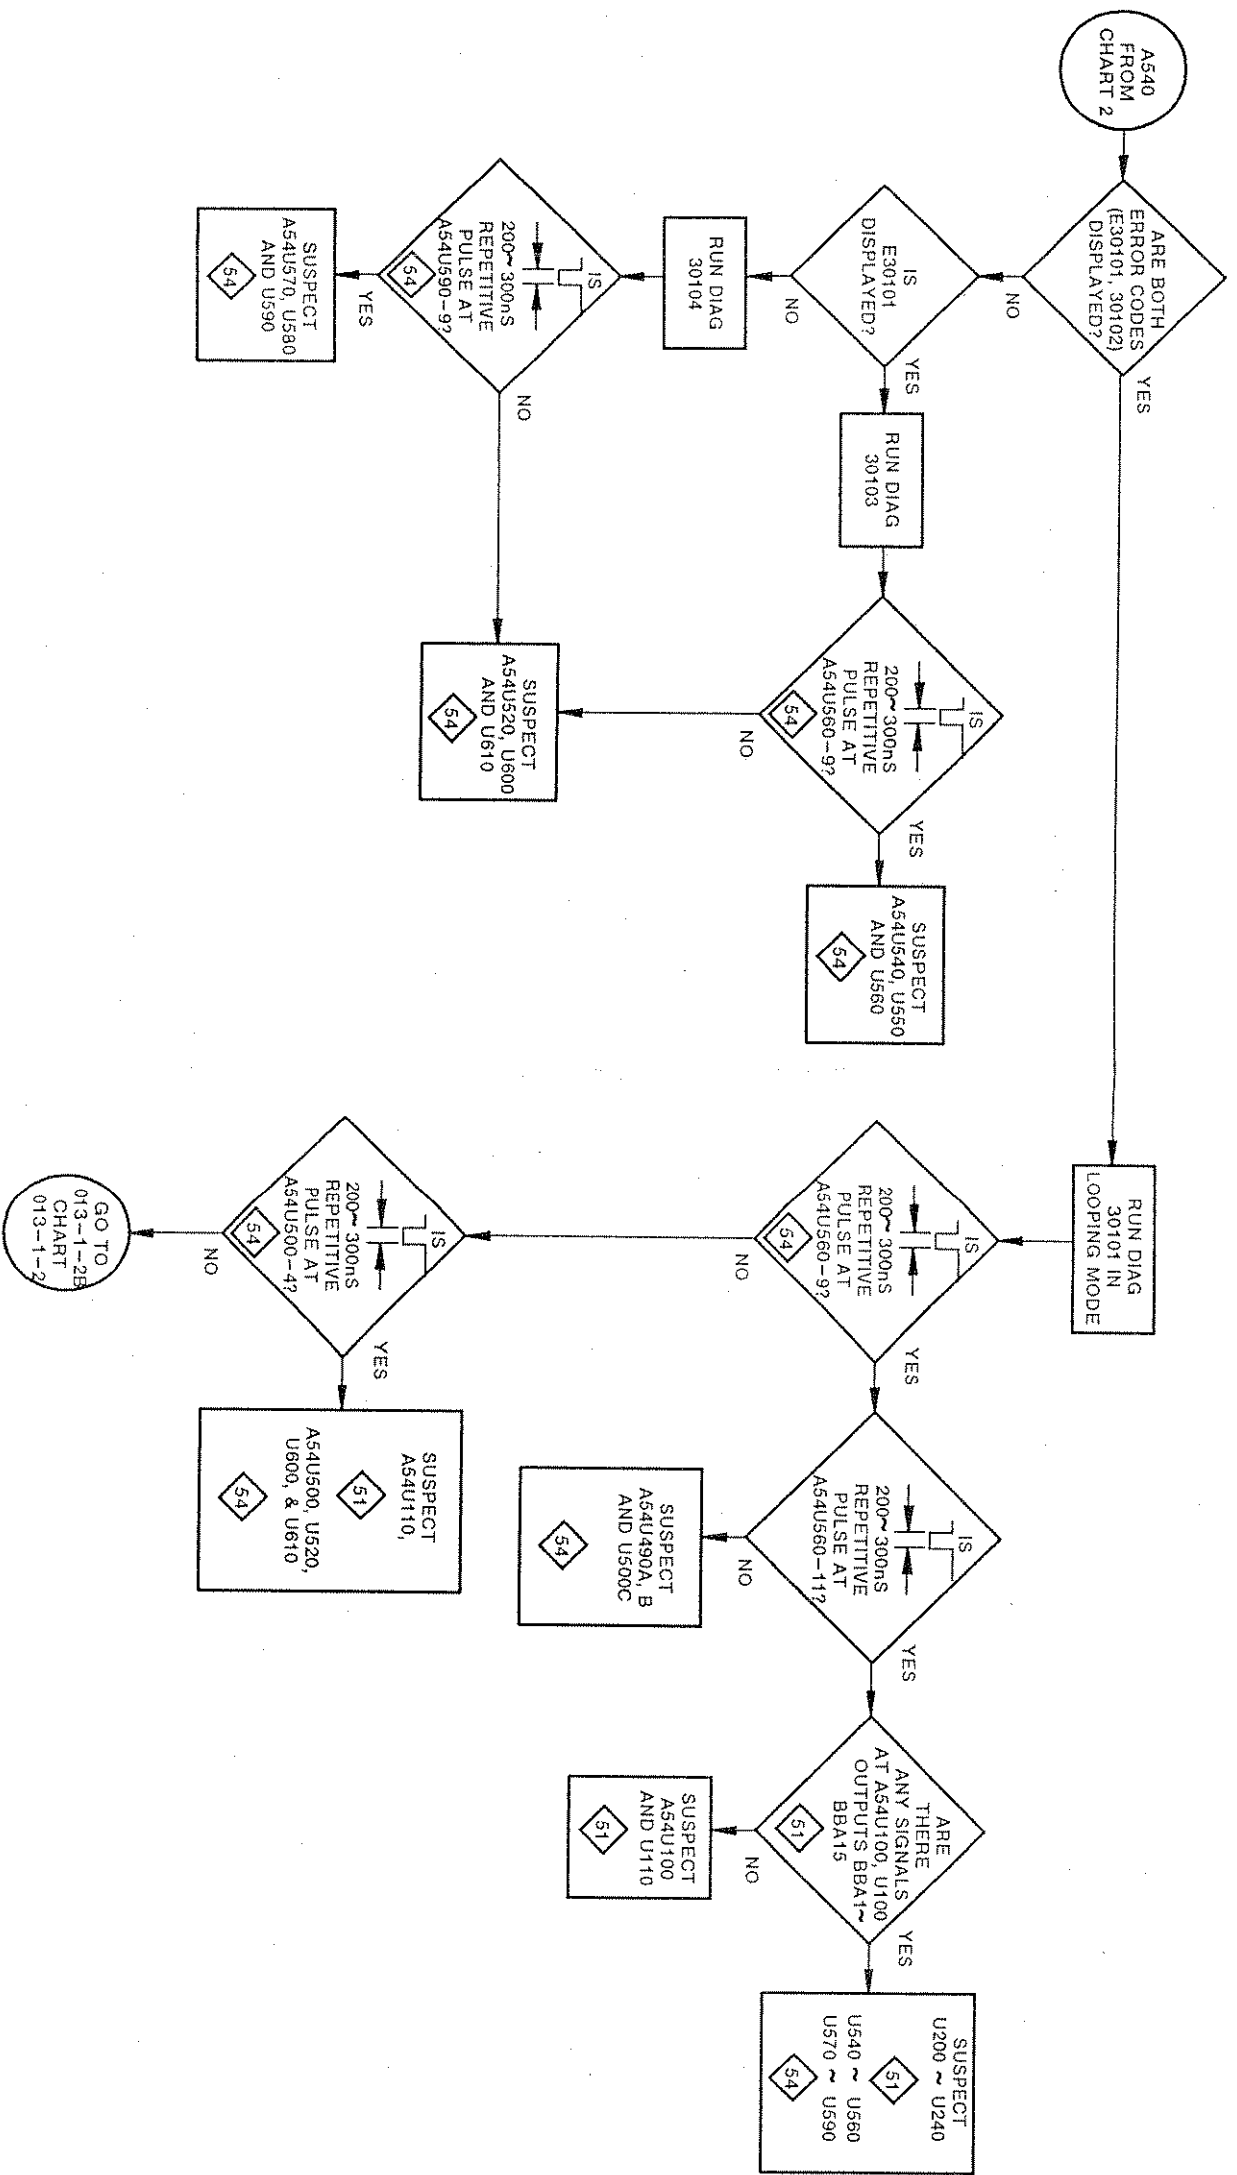 A540
FROM
CHART 2
ARE BOTH
ERROR CODES
(E30101, 30102)
DISPLAYED?
YES
NO
RUN DIAG
30101 IN
LOOPING MODE
IS
E30101
DISPLAYED?
YES
NO
RUN DIAG
30103
IS
200~300nS
REPETITIVE
PULSE AT
A54U560-9?
54
YES
NO
SUSPECT
A54U540, U550
AND U560
54
RUN DIAG
30104
IS
200~300nS
REPETITIVE
PULSE AT
A54U590-9?
54
YES
NO
SUSPECT
A54U570, U580
AND U590
54
SUSPECT
A54U520, U600
AND U610
54
IS
200~300nS
REPETITIVE
PULSE AT
A54U560-9?
54
YES
NO
IS
200~300nS
REPETITIVE
PULSE AT
A54U560-11?
YES
NO
SUSPECT
A54U490A, B
AND U500C
54
ARE
THERE
ANY SIGNALS
AT A54U100, U100
OUTPUTS BBA1~
BBA15
51
YES
NO
SUSPECT
U200 ~ U240
51
U540 ~ U560
U570 ~ U590
54
SUSPECT
A54U100
AND U110
51
IS
200~300nS
REPETITIVE
PULSE AT
A54U500-4?
54
YES
NO
SUSPECT
A54U110,
51
A54U500, U520,
U600, & U610
54
GO TO
013-1-2B
CHART
013-1-2